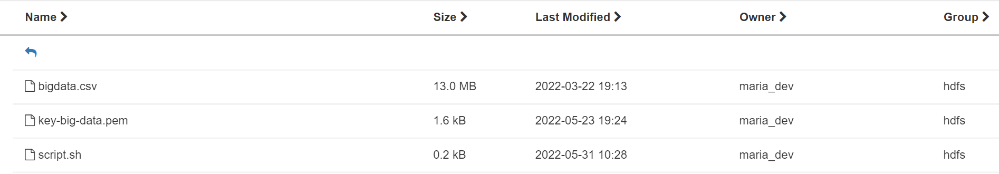 Name Size Last Modified Owner Group
bigdata.csv 13.0 MB 2022-03-22 19:13 maria_dev hdfs
key-big-data.pem 1.6 kB 2022-05-23 19:24 maria_dev hdfs
script.sh 0.2 kB 2022-05-31 10:28 maria_dev hdfs